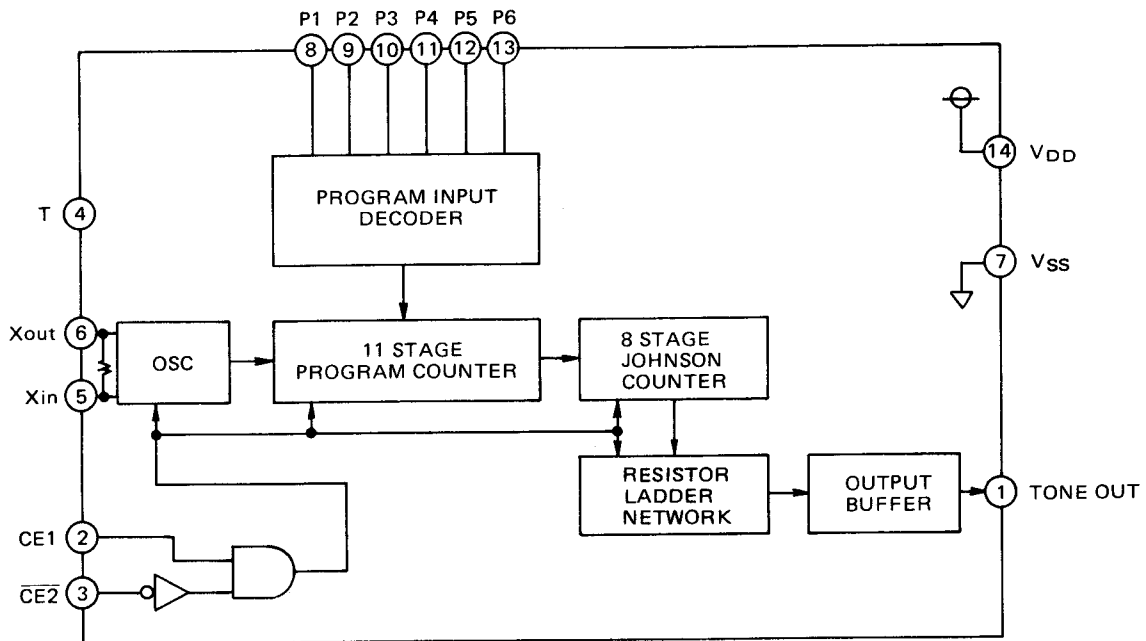 P1 P2 P3 P4 P5 P6
8 9 10 11 12 13
14 VDD
PROGRAM INPUT
DECODER
T 4
7 VSS
Xout 6
OSC
11 STAGE
PROGRAM COUNTER
8 STAGE
JOHNSON
COUNTER
Xin 5
RESISTOR
LADDER
NETWORK
OUTPUT
BUFFER
1 TONE OUT
CE1 2
C̅E̅2̅ 3